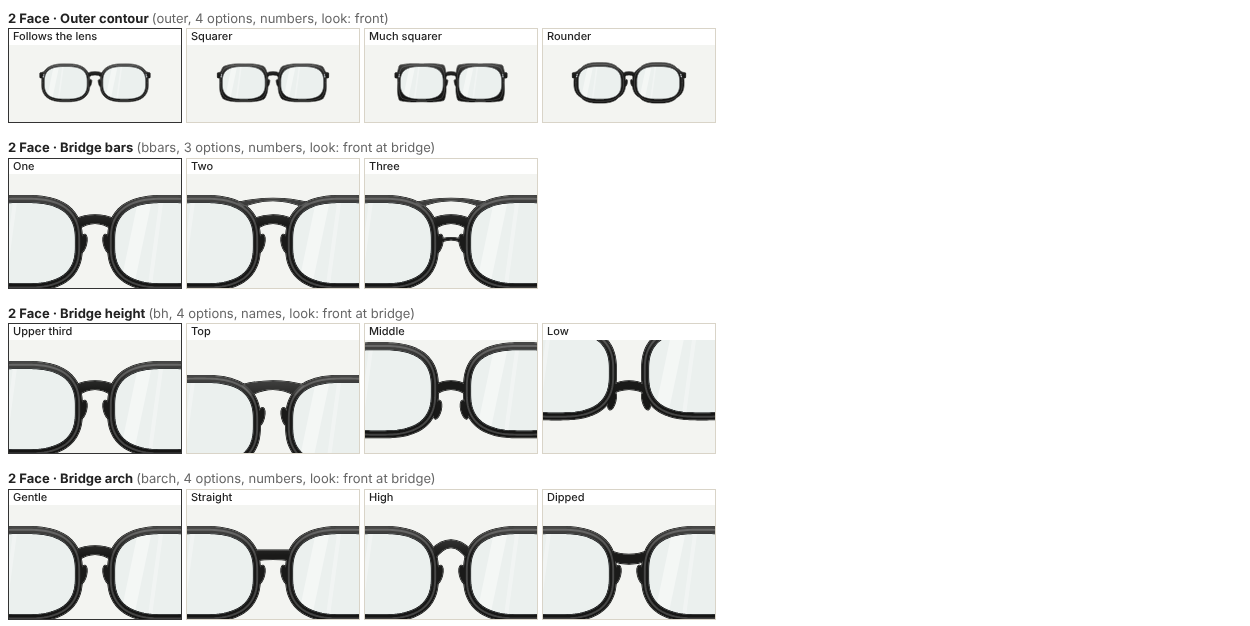 2 Face · Outer contour (outer, 4 options, numbers, look: front)
Follows the lens
Squarer
Much squarer
Rounder
2 Face · Bridge bars (bbars, 3 options, numbers, look: front at bridge)
One
Two
Three
2 Face · Bridge height (bh, 4 options, names, look: front at bridge)
Upper third
Top
Middle
Low
2 Face · Bridge arch (barch, 4 options, numbers, look: front at bridge)
Gentle
Straight
High
Dipped